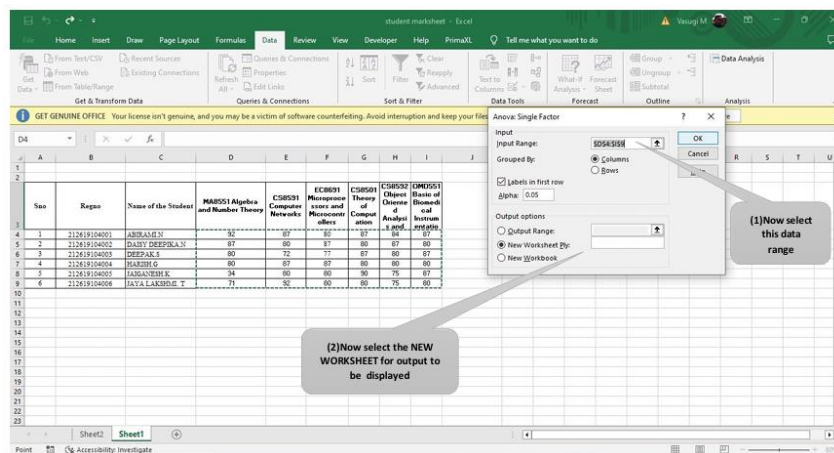 student marksheet - Excel
Vasugi M
File Home Insert Draw Page Layout Formulas Data Review View Developer Help PrimaXL Tell me what you want to do
Get Data
From Text/CSV
From Web
From Table/Range
Recent Sources
Existing Connections
Get & Transform Data
Refresh All
Queries & Connections
Properties
Edit Links
Queries & Connections
Sort
Filter
Clear
Reapply
Advanced
Sort & Filter
Text to Columns
Data Tools
What-If Analysis
Forecast Sheet
Forecast
Group
Ungroup
Subtotal
Outline
Data Analysis
Analysis
GET GENUINE OFFICE Your license isn't genuine, and you may be a victim of software counterfeiting. Avoid interruption and keep your files
D4
fx
A B C D E F G H I J K R S T U
Sno Regno Name of the Student
MA8551 Algebra and Number Theory
CS8591 Computer Networks
EC8691 Microprocessors and Microcontrollers
CS8501 Theory of Computation
CS8592 Object Oriented Analysis and
OMD551 Basic of Biomedical Instrumentatio
1 212619104001 ABIRAMI.N 92 87 80 87 84 87
2 212619104002 DAISY DEEPIKA.N 87 80 87 80 87 80
3 212619104003 DEEPAK.S 80 72 77 87 80 87
4 212619104004 HARISH.G 80 87 87 80 80 80
5 212619104005 JAIGANESH.K 34 80 80 90 75 87
6 212619104006 JAYA LAKSHMI. T 71 92 80 80 75 80
Anova: Single Factor ? X
Input
Input Range: $D$4:$I$9
Grouped By: Columns
Rows
Labels in first row
Alpha: 0.05
OK
Cancel
Output options
Output Range:
New Worksheet Ply:
New Workbook
(1)Now select
this data
range
(2)Now select the NEW
WORKSHEET for output to
be displayed
Sheet2 Sheet1
Point Accessibility: Investigate